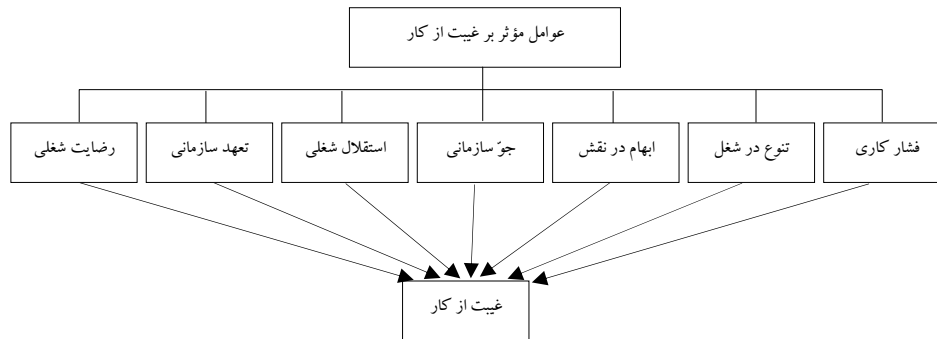 عوامل مؤثر بر غیبت از کار
فشار کاری
تنوع در شغل
ابهام در نقش
جوّ سازمانی
استقلال شغلی
تعهد سازمانی
رضایت شغلی
غیبت از کار